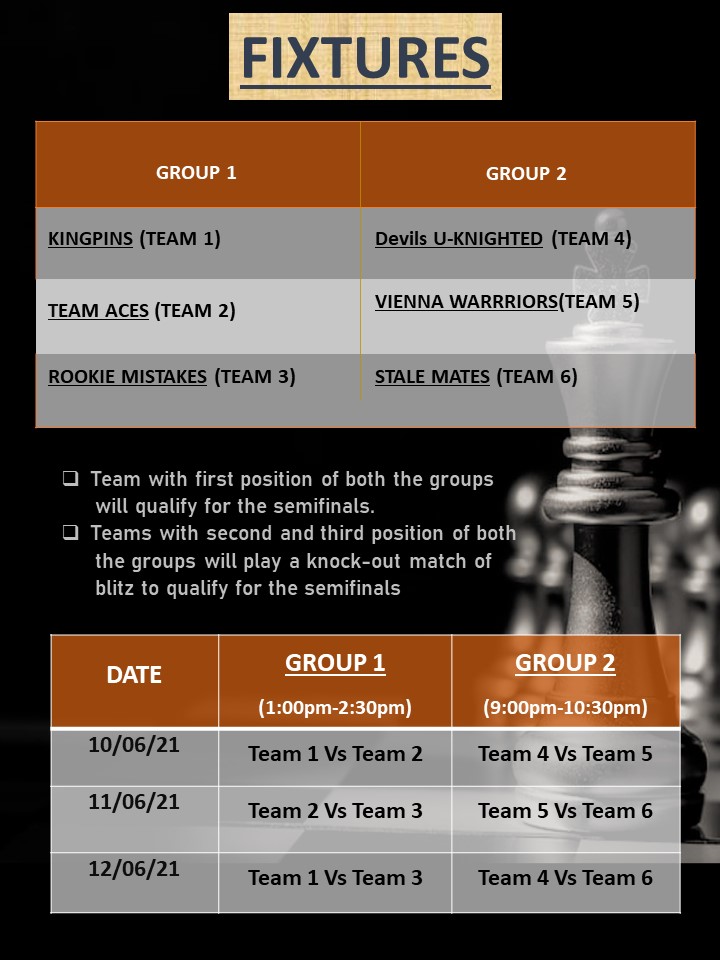 FIXTURES
GROUP 1 GROUP 2
KINGPINS (TEAM 1) Devils U-KNIGHTED (TEAM 4)
TEAM ACES (TEAM 2) VIENNA WARRRIORS(TEAM 5)
ROOKIE MISTAKES (TEAM 3) STALE MATES (TEAM 6)
❑ Team with first position of both the groups
will qualify for the semifinals.
❑ Teams with second and third position of both
the groups will play a knock-out match of
blitz to qualify for the semifinals
DATE GROUP 1 GROUP 2
(1:00pm-2:30pm) (9:00pm-10:30pm)
10/06/21 Team 1 Vs Team 2 Team 4 Vs Team 5
11/06/21 Team 2 Vs Team 3 Team 5 Vs Team 6
12/06/21 Team 1 Vs Team 3 Team 4 Vs Team 6